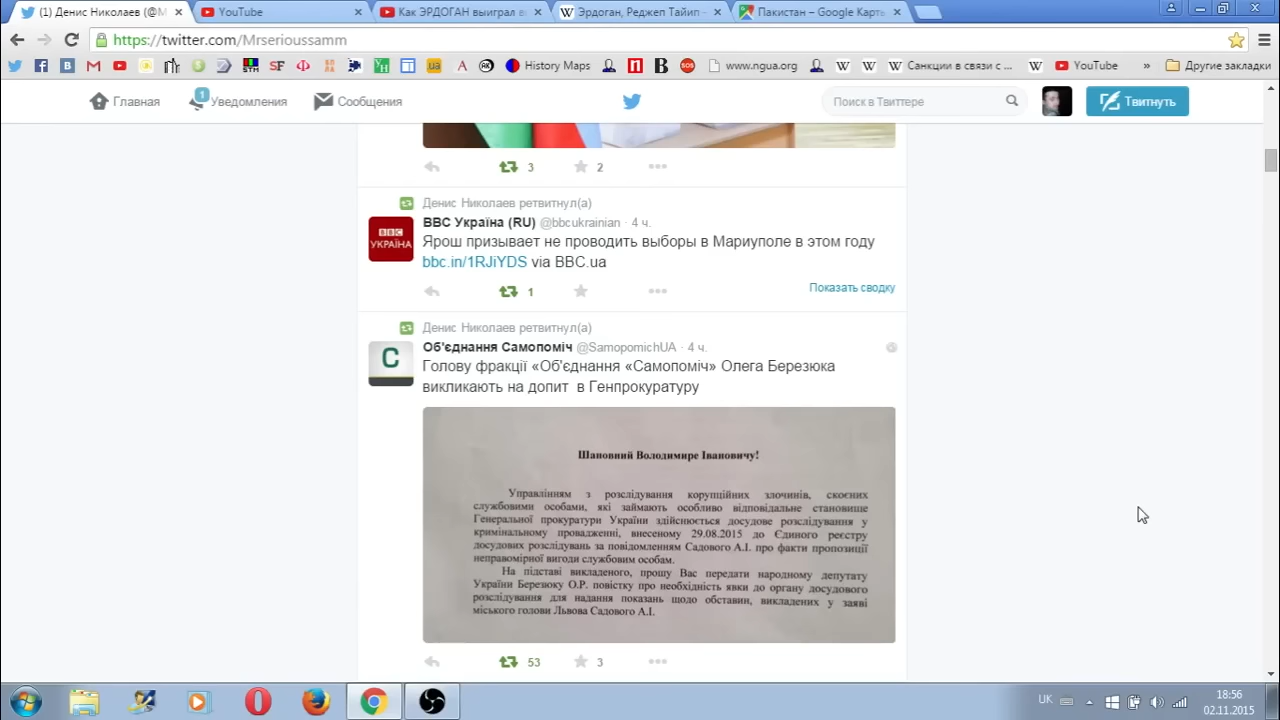 (1) Денис Николаев (@M
YouTube
Как ЭРДОГАН выиграл в
Эрдоган, Реджеп Тайип –
Пакистан – Google Карты
https://twitter.com/Mrserioussamm
History Maps
www.ngua.org
Санкции в связи с ...
YouTube
»
Другие закладки
Главная
1
Уведомления
Сообщения
Поиск в Твиттере
Твитнуть
3
2
Денис Николаев ретвитнул(а)
BBC УКРАЇНА
BBC Україна (RU) @bbcukrainian · 4 ч.
Ярош призывает не проводить выборы в Мариуполе в этом году
bbc.in/1RJiYDS via BBC.ua
1
Показать сводку
Денис Николаев ретвитнул(а)
Об'єднання Самопоміч @SamopomichUA · 4 ч.
Голову фракції «Об'єднання «Самопоміч» Олега Березюка
викликають на допит в Генпрокуратуру
Шановний Володимире Івановичу!
Управлінням з розслідування корупційних злочинів, скоєних
службовими особами, які займають особливо відповідальне становище
Генеральної прокуратури України здійснюється досудове розслідування у
кримінальному провадженні, внесеному 29.08.2015 до Єдиного реєстру
досудових розслідувань за повідомленням Садового А.І. про факти пропозиції
неправомірної вигоди службовим особам.
На підставі викладеного, прошу Вас передати народному депутату
України Березюку О.Р. повістку про необхідність явки до органу досудового
розслідування для надання показань щодо обставин, викладених у заяві
міського голови Львова Садового А.І.
53
3
UK
18:56
02.11.2015